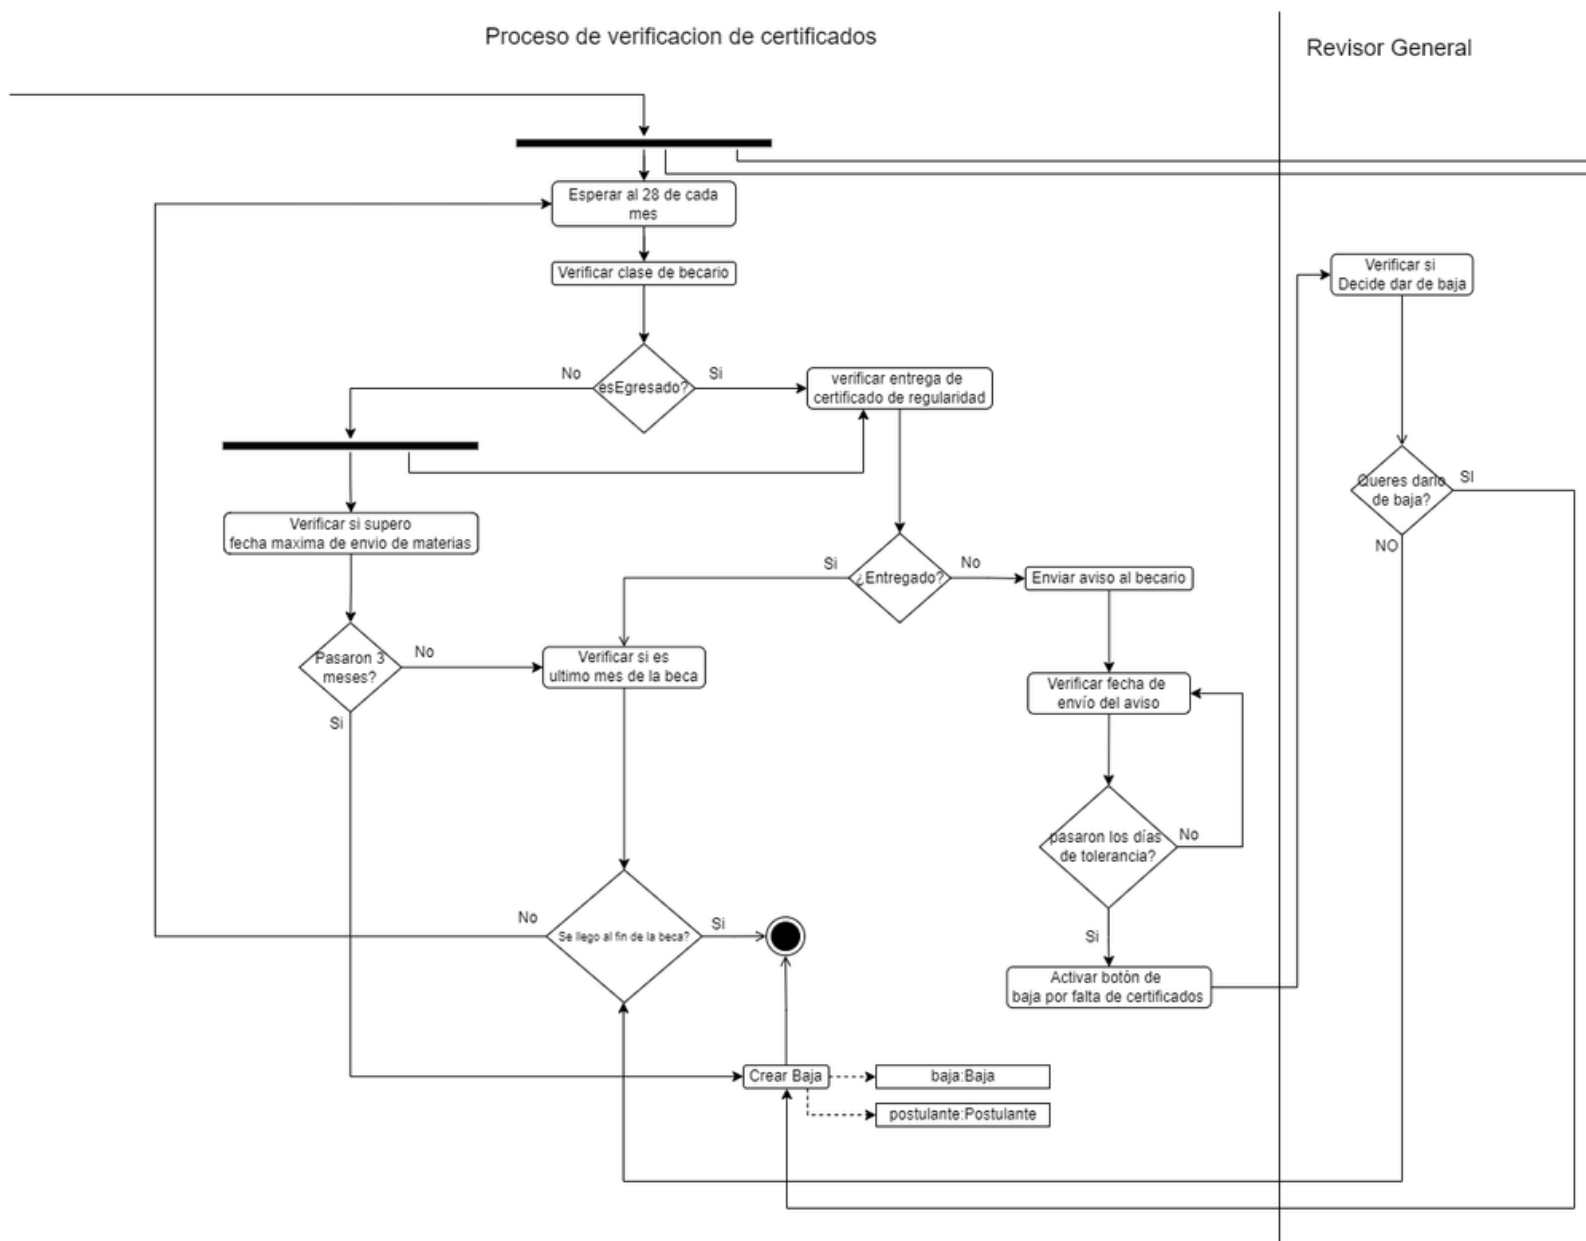 Proceso de verificacion de certificados
Revisor General
Esperar al 28 de cada
mes
Verificar clase de becario
Verificar si
Decide dar de baja
No
esEgresado?
Si
verificar entrega de
certificado de regularidad
Queres darlo
de baja?
SI
NO
Verificar si supero
fecha maxima de envio de materias
Si
¿Entregado?
No
Enviar aviso al becario
Pasaron 3
meses?
No
Si
Verificar si es
ultimo mes de la beca
Verificar fecha de
envío del aviso
pasaron los días
de tolerancia?
No
Si
No
Se llego al fin de la beca?
Si
Activar botón de
baja por falta de certificados
Crear Baja
baja:Baja
postulante:Postulante